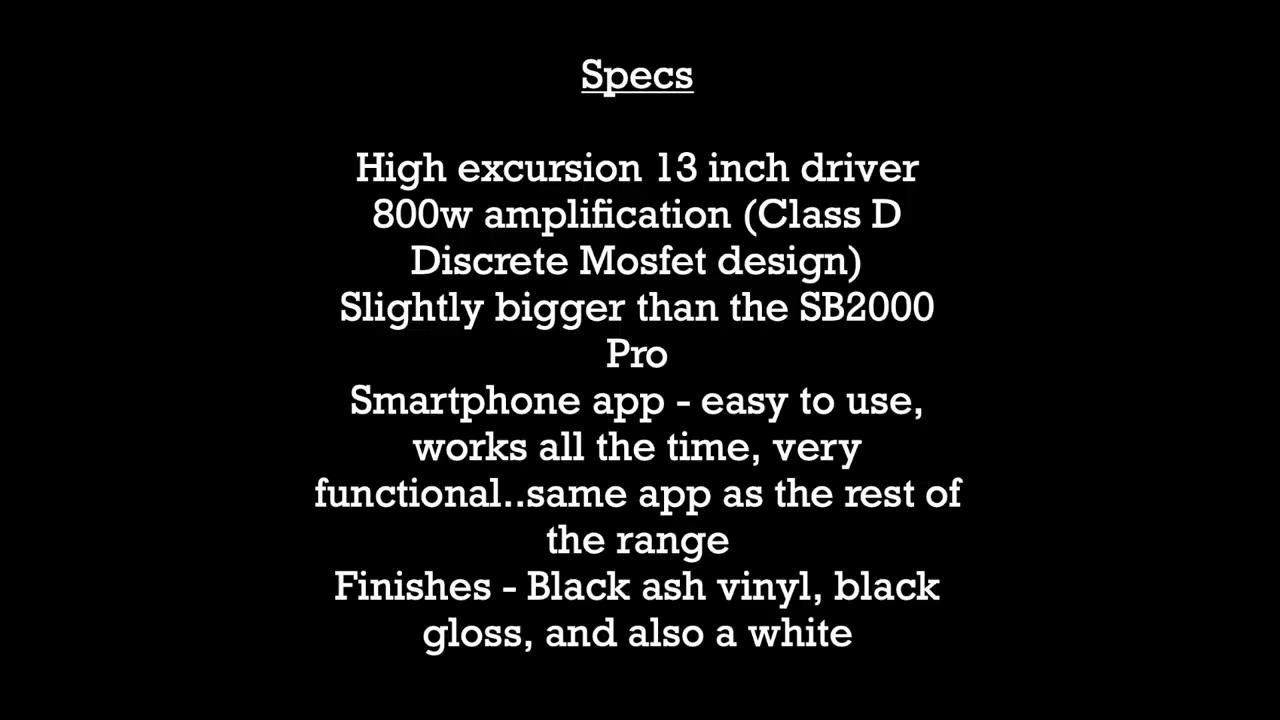 Specs
High excursion 13 inch driver
800w amplification (Class D
Discrete Mosfet design)
Slightly bigger than the SB2000
Pro
Smartphone app - easy to use,
works all the time, very
functional..same app as the rest of
the range
Finishes - Black ash vinyl, black
gloss, and also a white